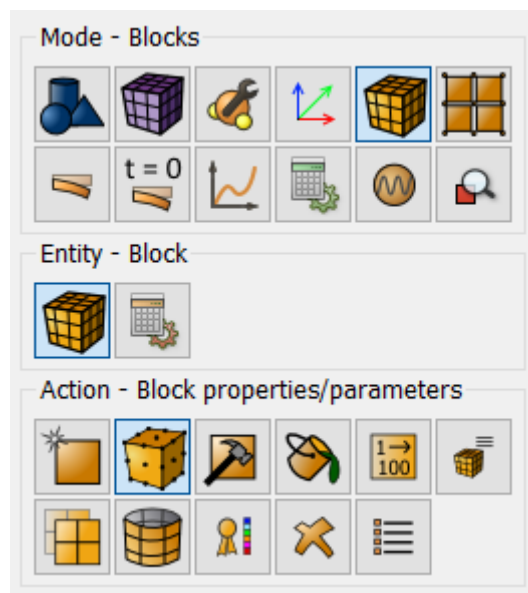 Mode - Blocks
t = 0
Entity - Block
Action - Block properties/parameters
1→
100